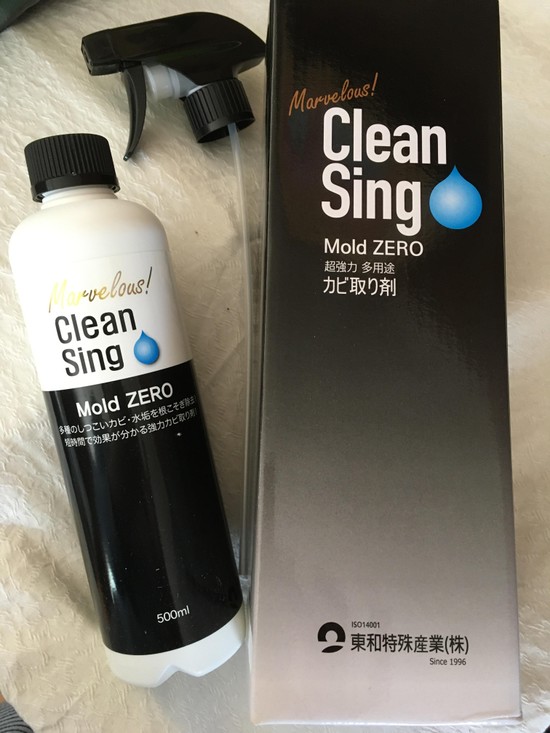 Marvelous!
Clean
Sing
Mold ZERO
多種のしつこいカビ・水垢を根こそぎ除去!
短時間で効果が分かる強力カビ取り剤!
500ml
Marvelous!
Clean
Sing
Mold ZERO
超強力 多用途
カビ取り剤
ISO14001
東和特殊産業(株)
Since 1996